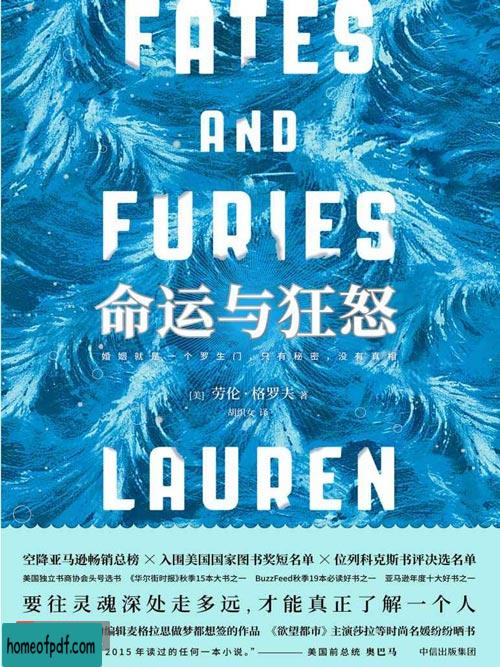 FATES
AND
FURIES
命运与狂怒
婚姻就是一个罗生门，只有秘密，没有真相
[美] 劳伦·格罗夫 著
胡织女 译
LAUREN
空降亚马逊畅销总榜 × 入围美国国家图书奖短名单 × 位列科克斯书评决选名单
美国独立书商协会头号选书 《华尔街时报》秋季15本大书之一 BuzzFeed秋季19本必读好书之一 亚马逊年度十大好书之一
要往灵魂深处走多远，才能真正了解一个人
编辑麦格拉思做梦都想签的作品 《欲望都市》主演莎拉等时尚名媛纷纷晒书
2015 年读过的任何一本小说。”——美国前总统 奥巴马 中信出版集团
homeofpdf.com